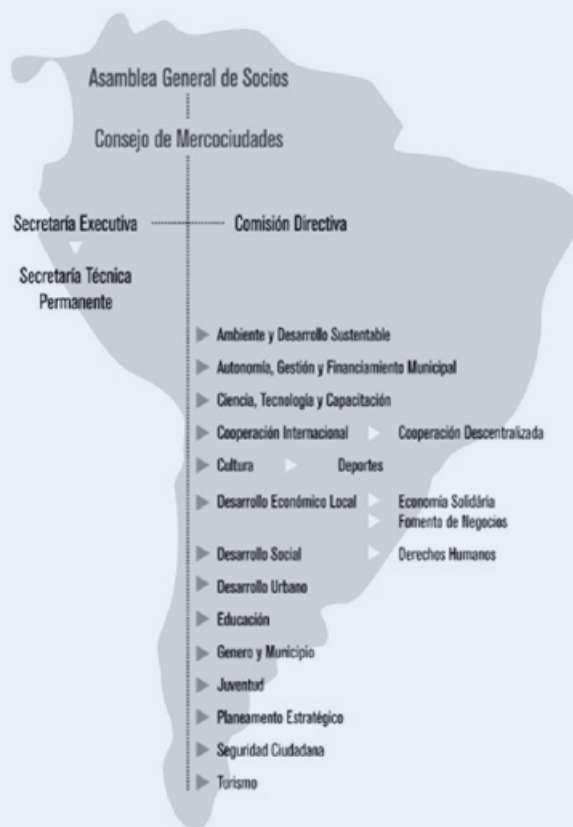 Asamblea General de Socios
Consejo de Mercociudades
Secretaría Executiva
Comisión Directiva
Secretaría Técnica
Permanente
Ambiente y Desarrollo Sustentable
Autonomía, Gestión y Financiamiento Municipal
Ciencia, Tecnología y Capacitación
Cooperación Internacional
Cooperación Descentralizada
Cultura
Deportes
Desarrollo Económico Local
Economía Solidária
Fomento de Negocios
Desarrollo Social
Derechos Humanos
Desarrollo Urbano
Educación
Genero y Municipio
Juventud
Planeamento Estratégico
Seguridad Ciudadana
Turismo